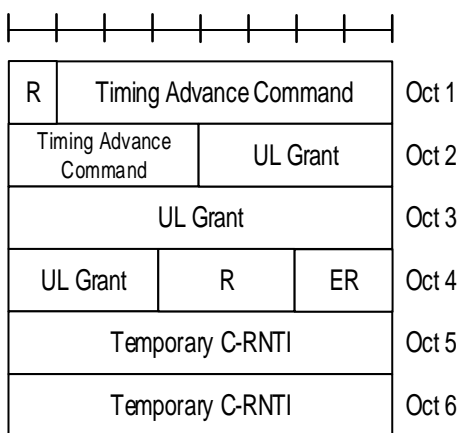 R Timing Advance Command Oct 1
Timing Advance
Command UL Grant Oct 2
UL Grant Oct 3
UL Grant R ER Oct 4
Temporary C-RNTI Oct 5
Temporary C-RNTI Oct 6